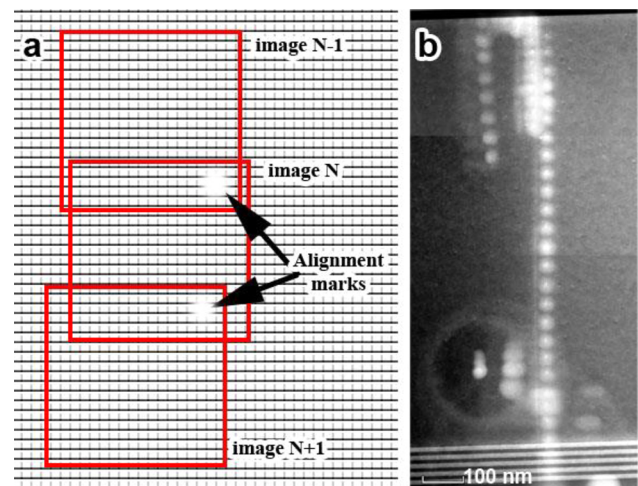 a
image N-1
image N
Alignment
marks
image N+1
b
100 nm